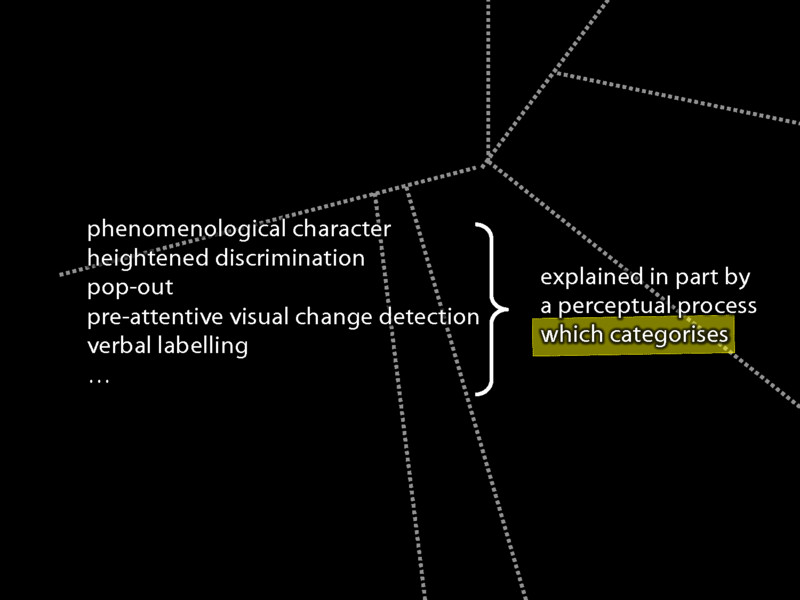 phenomenological character
heightened discrimination
pop-out
pre-attentive visual change detection
verbal labelling
…
explained in part by
a perceptual process
which categorises